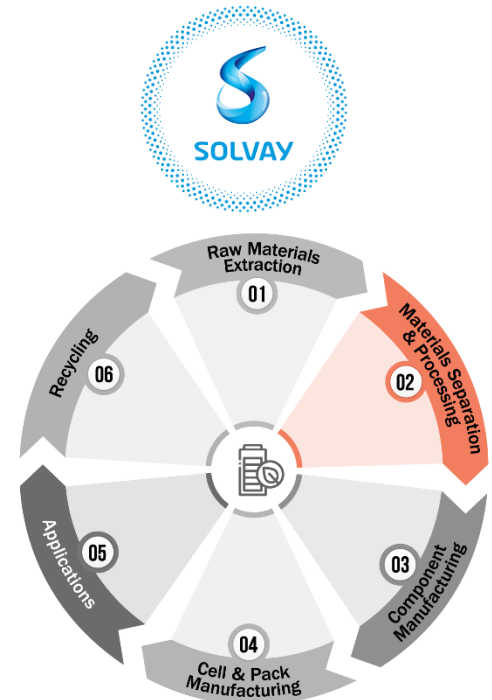 SOLVAY
Raw Materials
Extraction
01
Materials Separation
& Processing
02
Component
Manufacturing
03
04
Cell & Pack
Manufacturing
Applications
05
Recycling
06